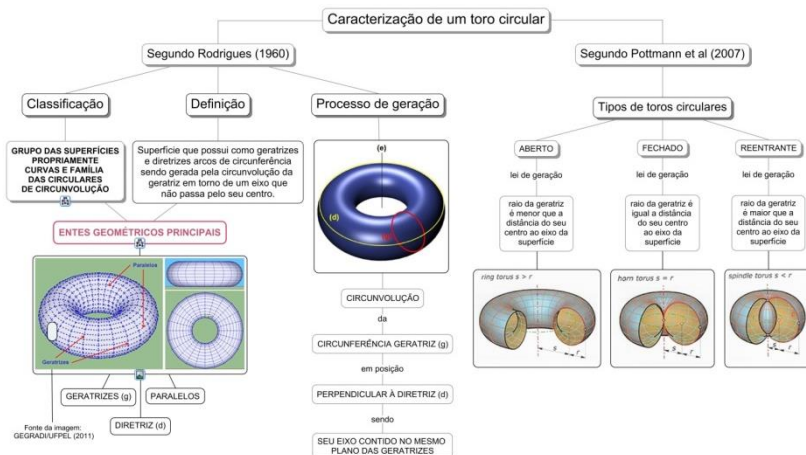 Caracterização de um toro circular
Segundo Rodrigues (1960)
Segundo Pottmann et al (2007)
Classificação
Definição
Processo de geração
Tipos de toros circulares
GRUPO DAS SUPERFÍCIES
PROPRIAMENTE
CURVAS E FAMÍLIA
DAS CIRCULARES
DE CIRCUNVOLUÇÃO
Superfície que possui como geratrizes
e diretrizes arcos de circunferência
sendo gerada pela circunvolução da
geratriz em torno de um eixo que
não passa pelo seu centro.
ENTES GEOMÉTRICOS PRINCIPAIS
Paralelos
Geratrizes
GERATRIZES (g)
PARALELOS
DIRETRIZ (d)
Fonte da imagem:
GEGRADI/UFPEL (2011)
(e)
(d)
CIRCUNVOLUÇÃO
da
CIRCUNFERÊNCIA GERATRIZ (g)
em posição
PERPENDICULAR À DIRETRIZ (d)
sendo
SEU EIXO CONTIDO NO MESMO
PLANO DAS GERATRIZES
ABERTO
lei de geração
raio da geratriz
é menor que a
distância do seu
centro ao eixo da
superfície
ring torus s > r
s
r
FECHADO
lei de geração
raio da geratriz é
igual a distância
do seu centro
ao eixo da
superfície
horn torus s = r
s
r
REENTRANTE
lei de geração
raio da geratriz
é maior que a
distância do seu
centro ao eixo da
superfície
spindle torus s < r
s
r